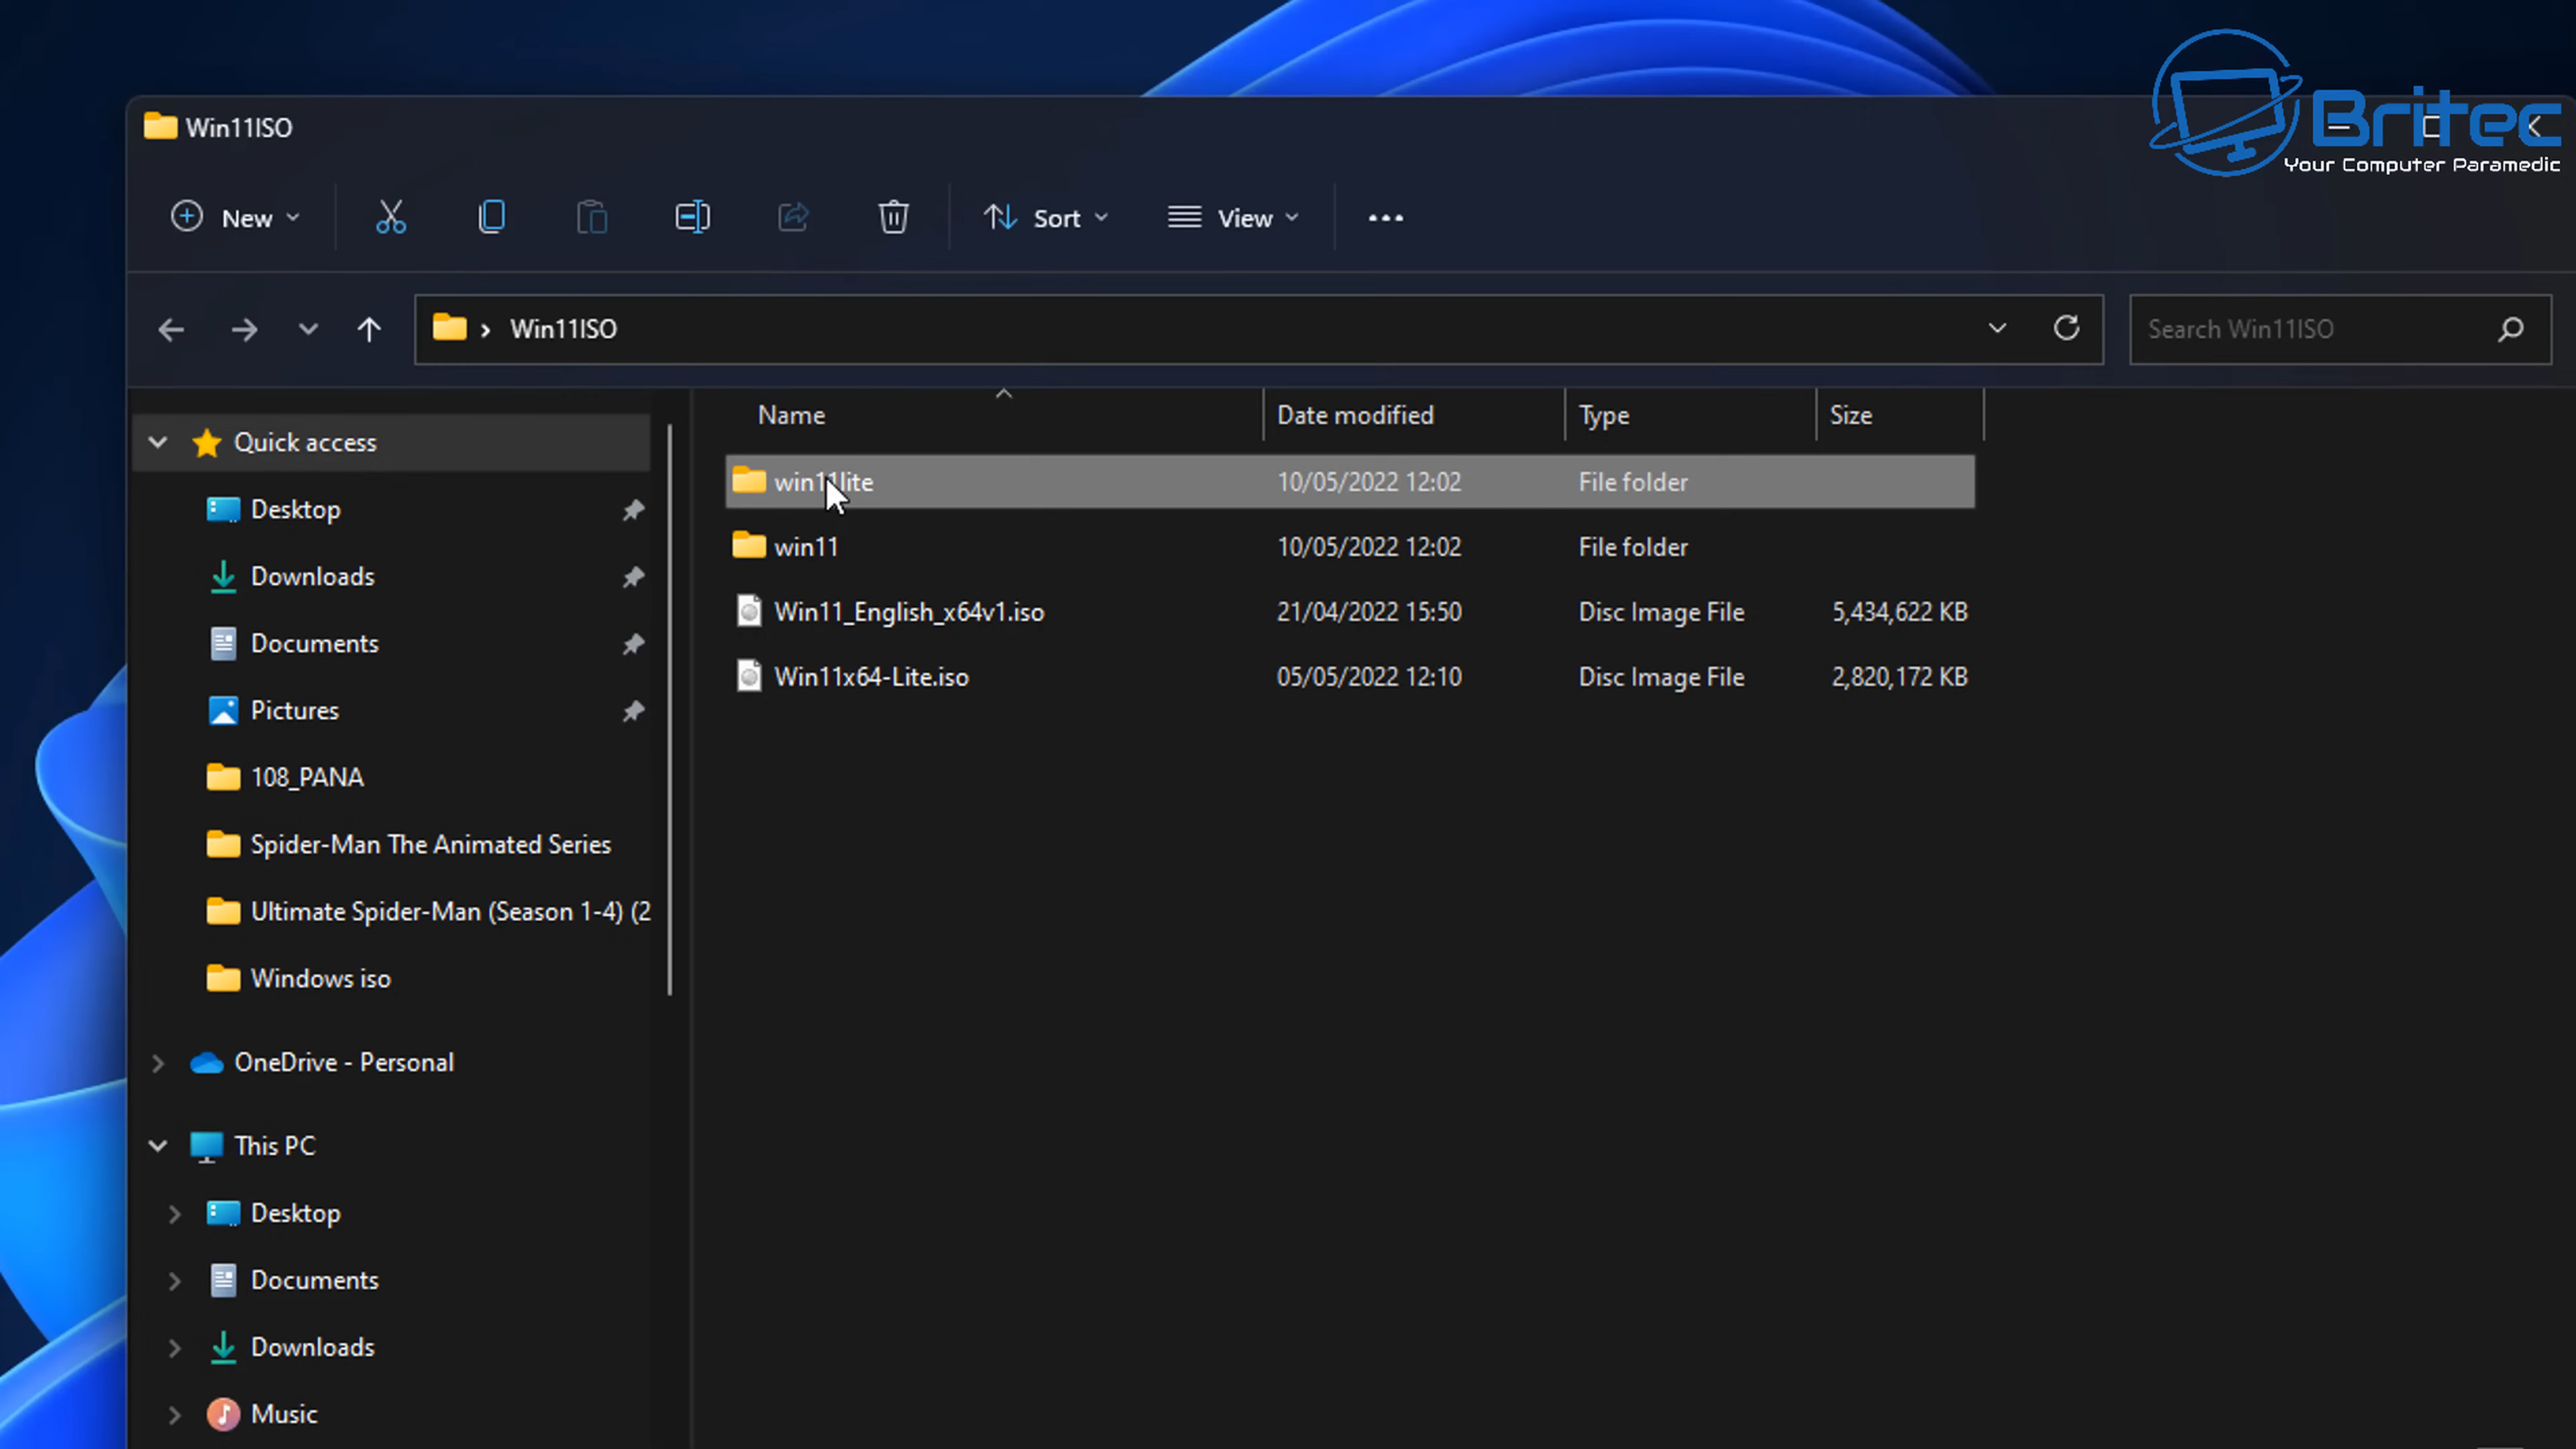 Win11ISO
Britec
Your Computer Paramedic
New
Sort
View
Win11ISO
Search Win11ISO
Name Date modified Type Size
Quick access
Desktop
Downloads
Documents
Pictures
108_PANA
Spider-Man The Animated Series
Ultimate Spider-Man (Season 1-4) (2
Windows iso
OneDrive - Personal
This PC
Desktop
Documents
Downloads
Music
win11lite 10/05/2022 12:02 File folder
win11 10/05/2022 12:02 File folder
Win11_English_x64v1.iso 21/04/2022 15:50 Disc Image File 5,434,622 KB
Win11x64-Lite.iso 05/05/2022 12:10 Disc Image File 2,820,172 KB